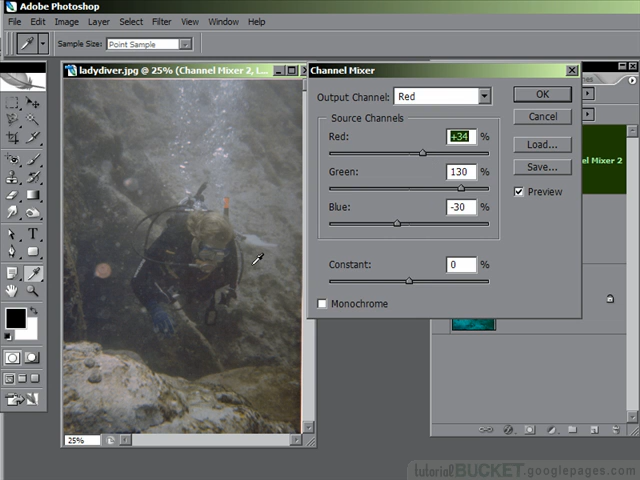 Adobe Photoshop
File Edit Image Layer Select Filter View Window Help
Sample Size: Point Sample
ladydiver.jpg @ 25% (Channel Mixer 2, L...
Channel Mixer
Output Channel: Red
Source Channels
Red: +34 %
Green: 130 %
Blue: -30 %
Constant: 0 %
Monochrome
OK
Cancel
Load...
Save...
Preview
nel Mixer 2
T
25%
tutorialBUCKET.googlepages.com